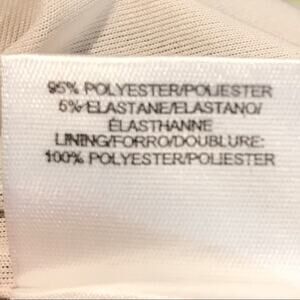 95% POLYESTER/POLIESTER
5% ELASTANE/ELASTANO/
ÉLASTHANNE
LINING/FORRO/DOUBLURE:
100% POLYESTER/POLIESTER